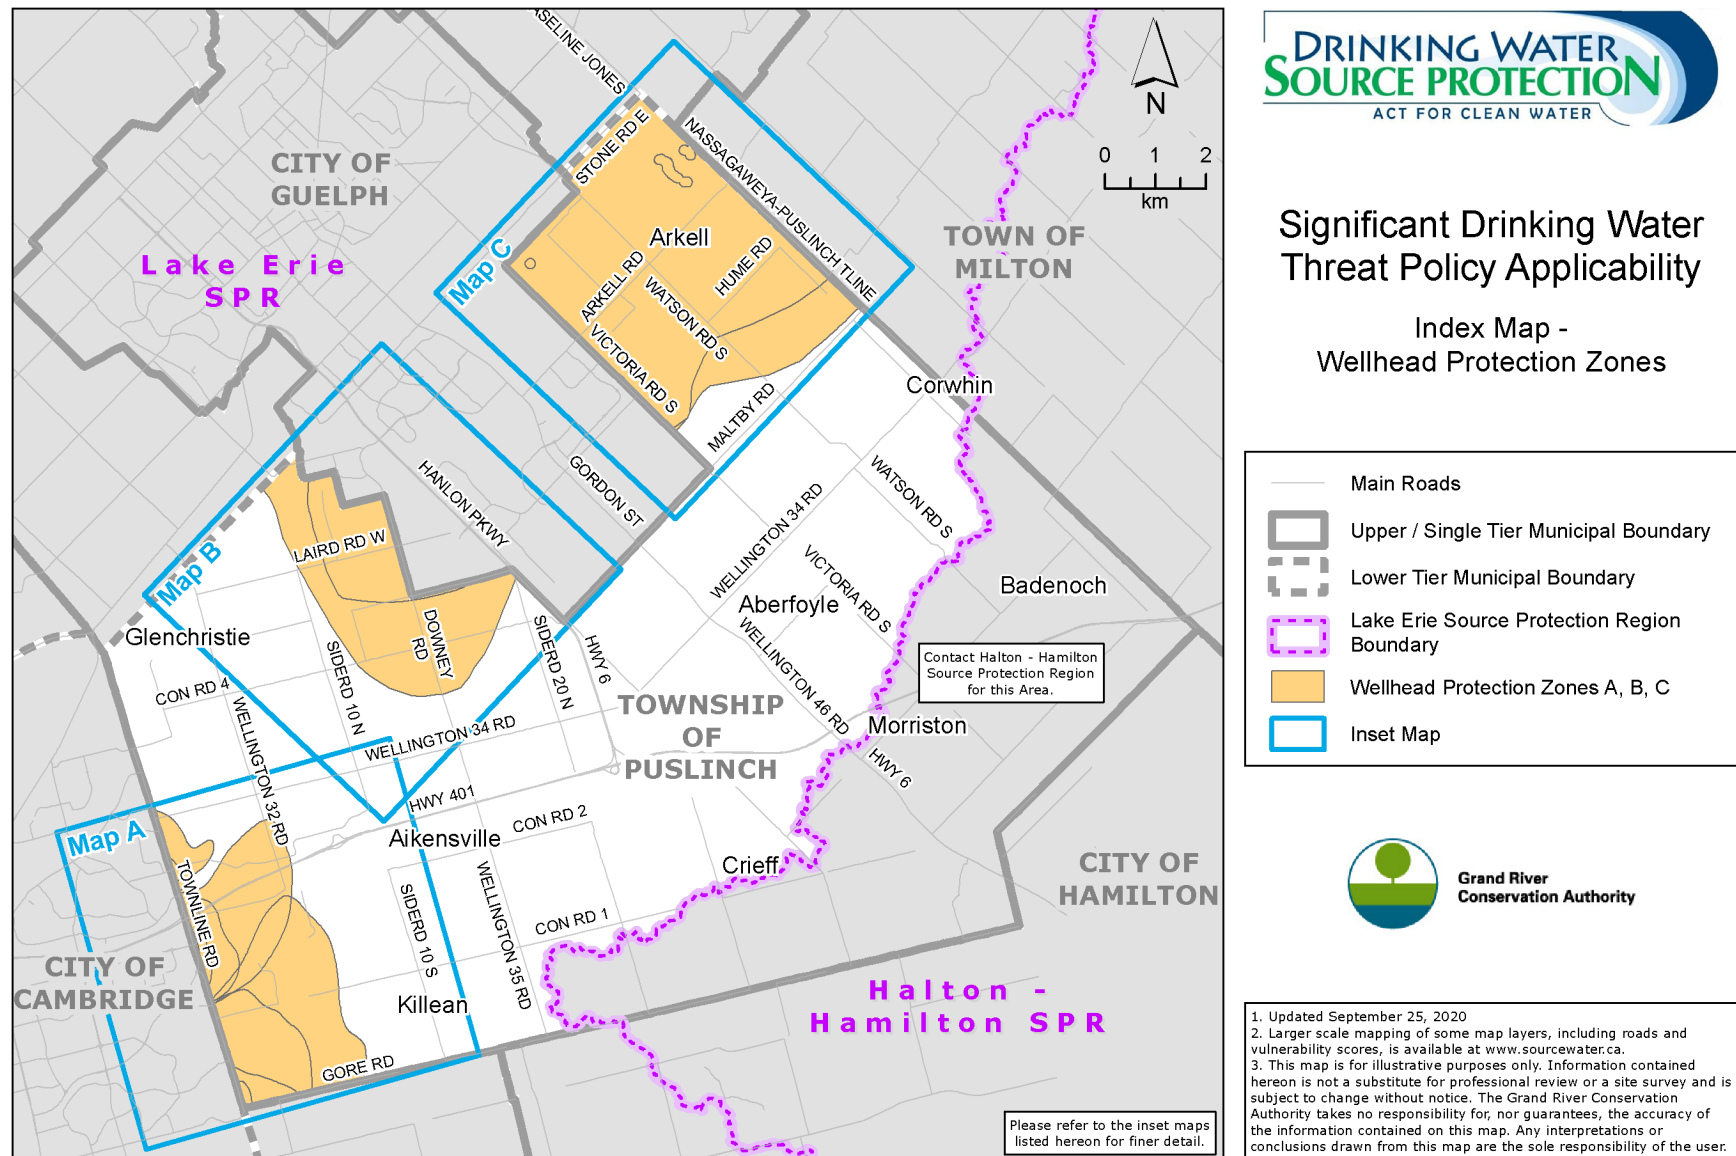 BASELINE JONES
N
0 1 2
km
CITY OF
GUELPH
STONE RD E
NASSAGAWEYA-PUSLINCH TLINE
Lake Erie
SPR
Arkell
TOWN OF
MILTON
Map C
ARKELL RD
HUME RD
WATSON RD S
VICTORIA RD S
Corwhin
MALTBY RD
HANLON PKWY
GORDON ST
WATSON RD S
WELLINGTON 34 RD
LAIRD RD W
Map B
VICTORIA RD S
Badenoch
Aberfoyle
Glenchristie
DOWNEY
RD
SIDERD 20 N
HWY 6
SIDERD 10 N
WELLINGTON 46 RD
Contact Halton - Hamilton
Source Protection Region
for this Area.
CON RD 4
WELLINGTON 32 RD
TOWNSHIP
OF
PUSLINCH
WELLINGTON 34 RD
Morriston
HWY 6
HWY 401
Map A
Aikensville
CON RD 2
Crieff
CITY OF
HAMILTON
TOWNLINE RD
SIDERD 10 S
WELLINGTON 35 RD
CON RD 1
CITY OF
CAMBRIDGE
Killean
Halton -
Hamilton SPR
GORE RD
Please refer to the inset maps
listed hereon for finer detail.
DRINKING WATER
SOURCE PROTECTION
ACT FOR CLEAN WATER
Significant Drinking Water
Threat Policy Applicability
Index Map -
Wellhead Protection Zones
Main Roads
Upper / Single Tier Municipal Boundary
Lower Tier Municipal Boundary
Lake Erie Source Protection Region
Boundary
Wellhead Protection Zones A, B, C
Inset Map
Grand River
Conservation Authority
1. Updated September 25, 2020
2. Larger scale mapping of some map layers, including roads and
vulnerability scores, is available at www.sourcewater.ca.
3. This map is for illustrative purposes only. Information contained
hereon is not a substitute for professional review or a site survey and is
subject to change without notice. The Grand River Conservation
Authority takes no responsibility for, nor guarantees, the accuracy of
the information contained on this map. Any interpretations or
conclusions drawn from this map are the sole responsibility of the user.